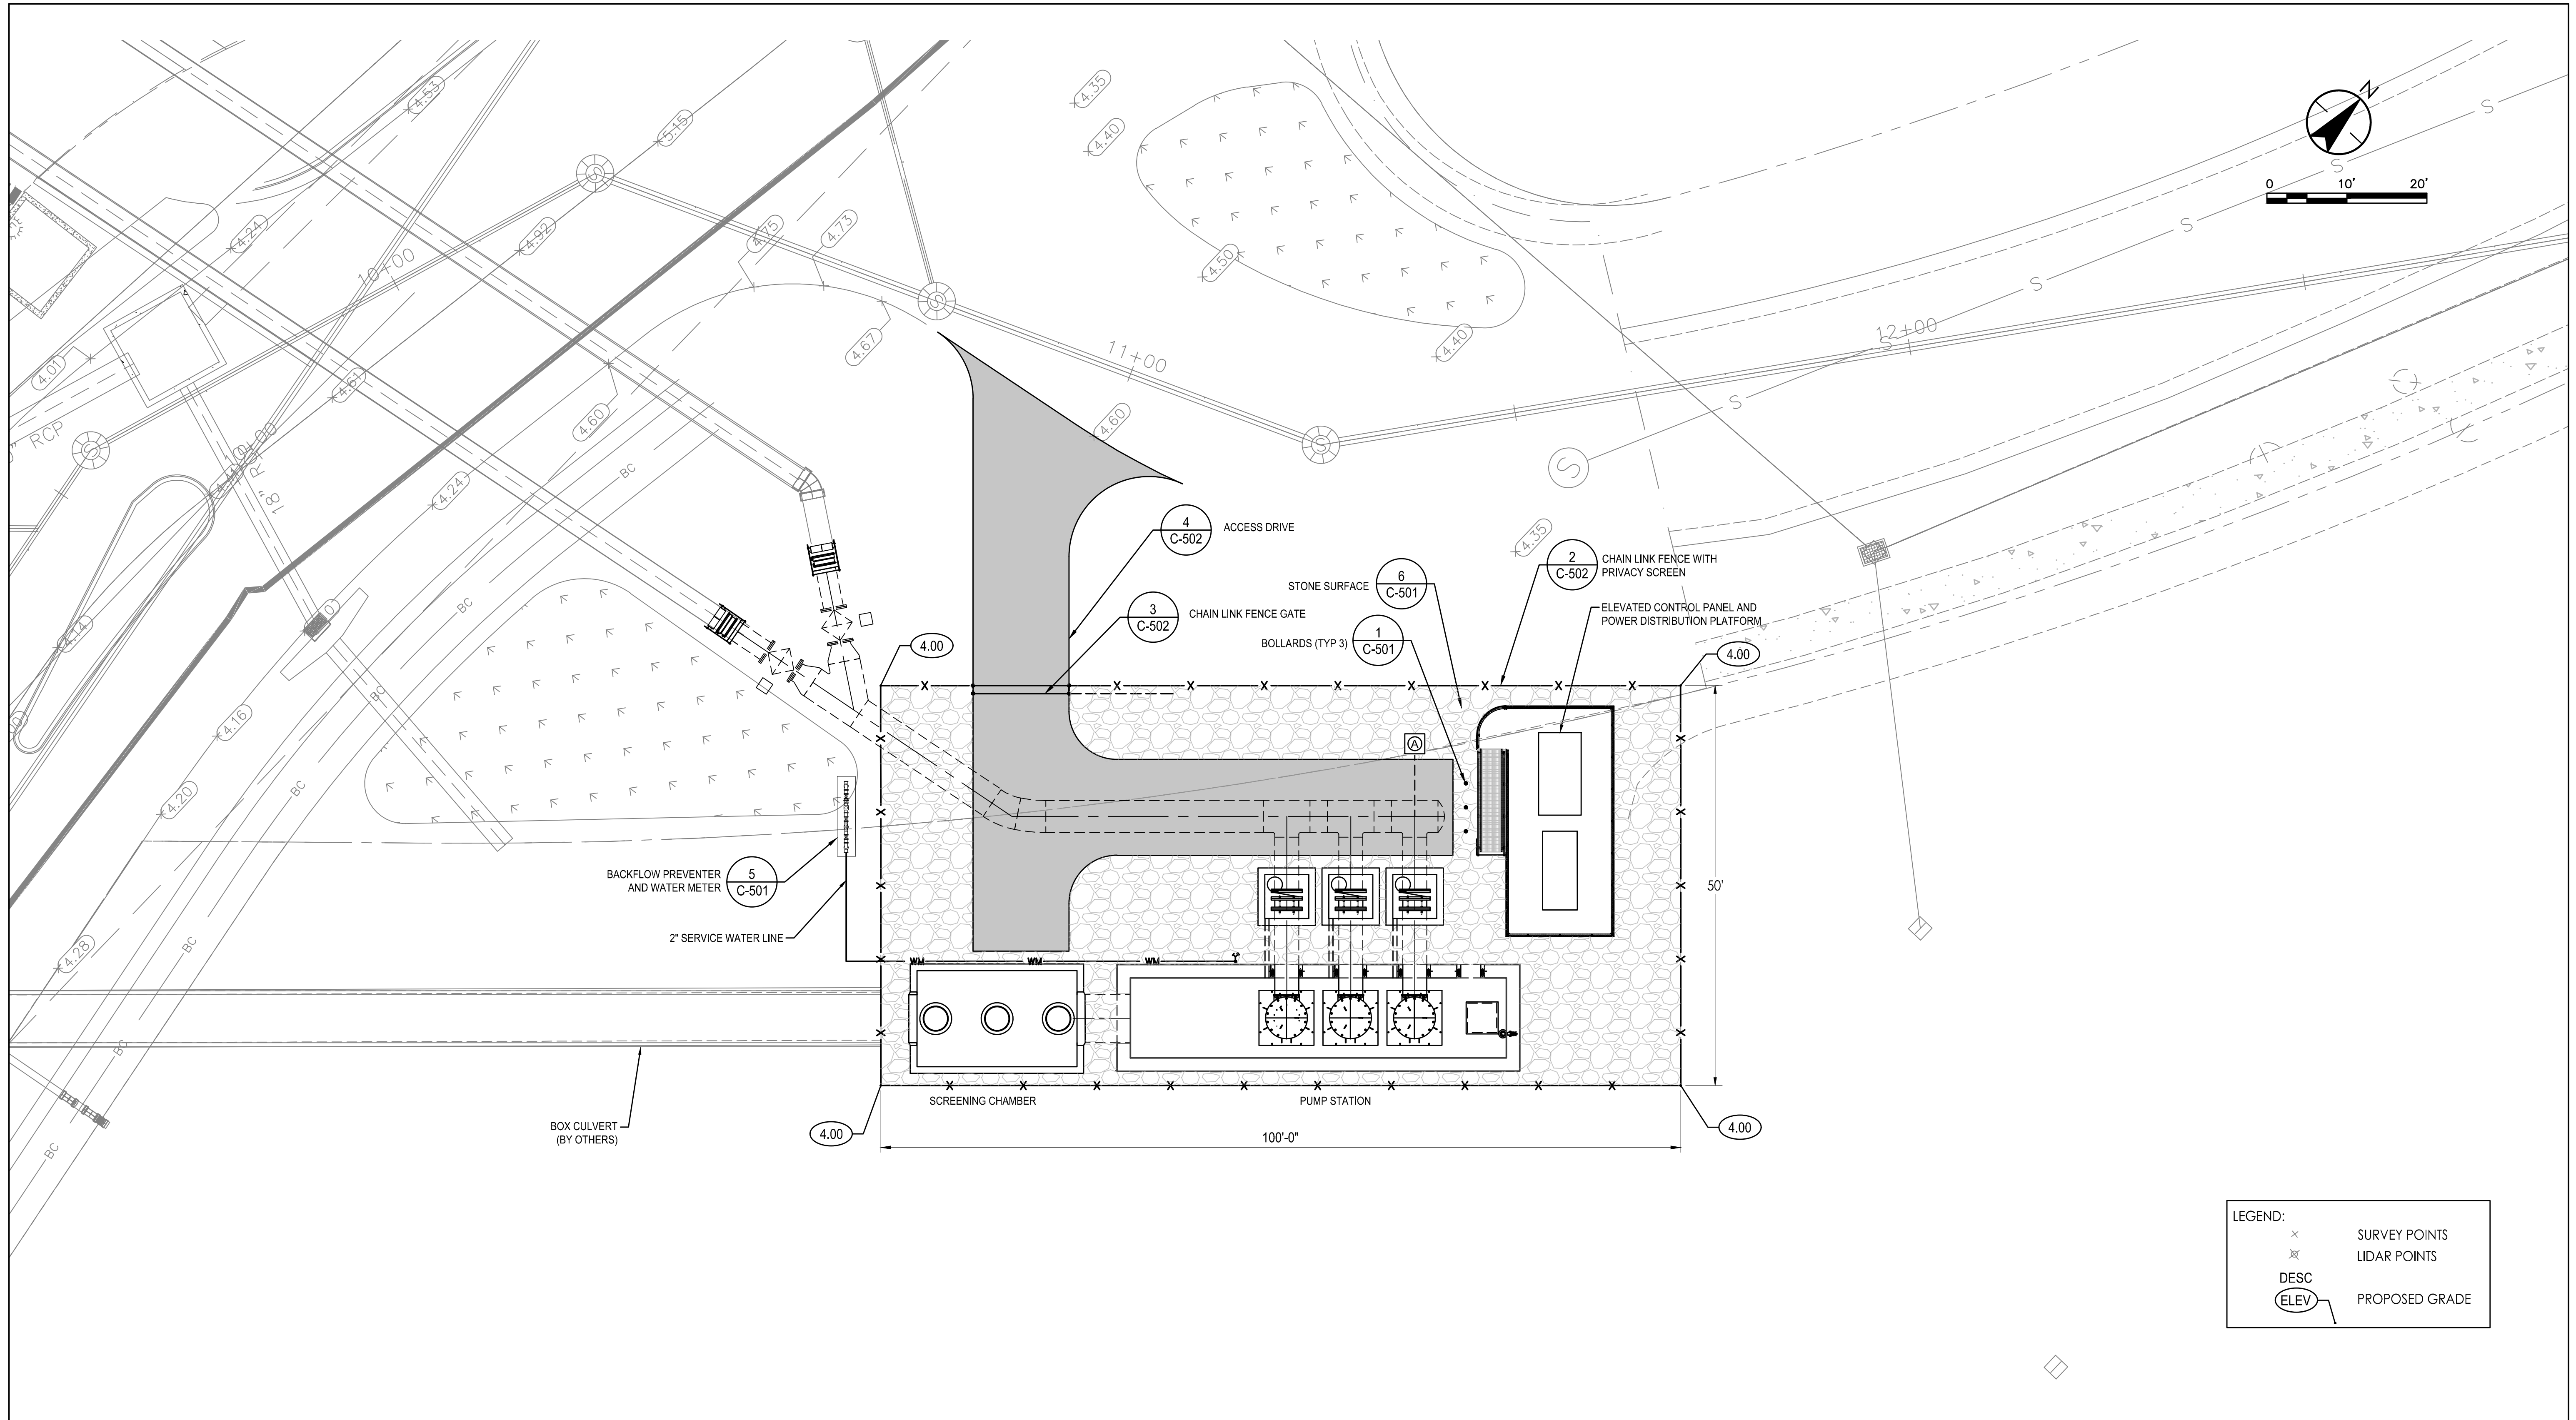 4.53
4.35
5.15
4.40
N
S
S
0 10' 20'
4.24
4.92
4.75
4.73
4.50
S
S
10+00
4.01
4.61
4.67
11+00
4.40
12+00
S
RCP
4.60
4.60
BC
S
4.24
18" R
4.35
4
C-502
ACCESS DRIVE
2
C-502
CHAIN LINK FENCE WITH
PRIVACY SCREEN
6
C-501
STONE SURFACE
3
C-502
CHAIN LINK FENCE GATE
ELEVATED CONTROL PANEL AND
POWER DISTRIBUTION PLATFORM
1
C-501
BOLLARDS (TYP 3)
4.14
BC
4.00
4.00
4.16
BC
A
4.20
BC
BACKFLOW PREVENTER
AND WATER METER
5
C-501
50'
2" SERVICE WATER LINE
4.28
BC
WM WM WM
BC
BC
SCREENING CHAMBER
PUMP STATION
BOX CULVERT
(BY OTHERS)
4.00
4.00
100'-0"
LEGEND:
SURVEY POINTS
LIDAR POINTS
DESC
ELEV
PROPOSED GRADE